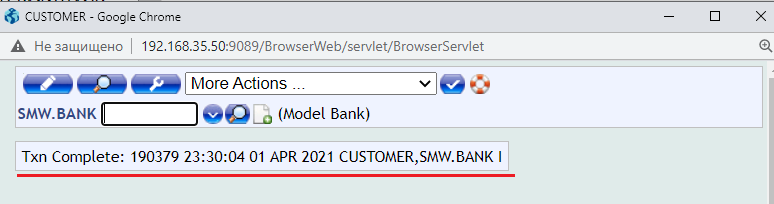 CUSTOMER - Google Chrome
Не защищено 192.168.35.50:9089/BrowserWeb/servlet/BrowserServlet
More Actions ...
SMW.BANK (Model Bank)
Txn Complete: 190379 23:30:04 01 APR 2021 CUSTOMER,SMW.BANK I